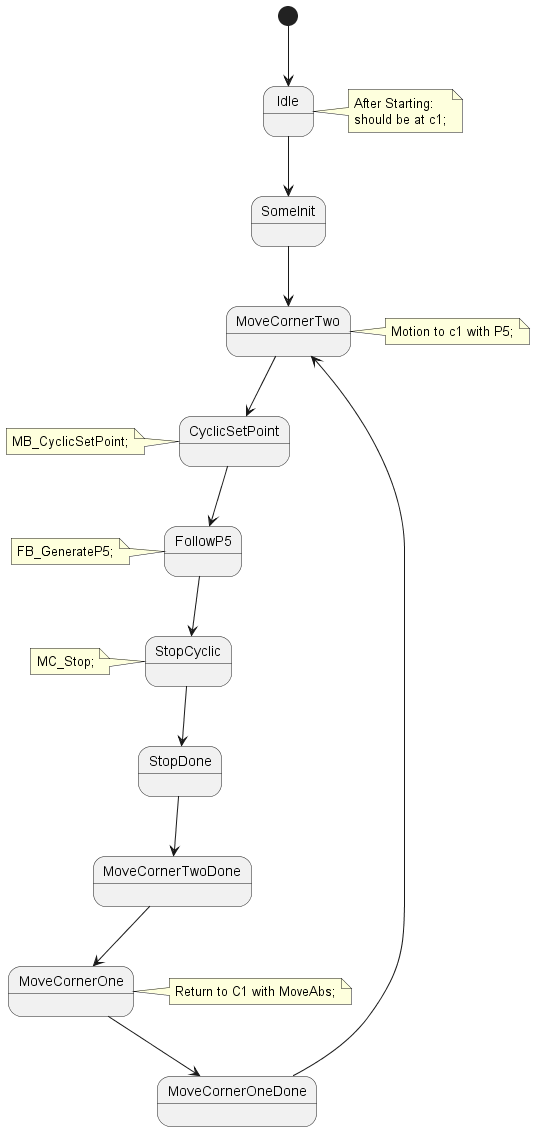 Idle
After Starting:
should be at c1;
SomeInit
MoveCornerTwo
Motion to c1 with P5;
CyclicSetPoint
MB_CyclicSetPoint;
FollowP5
FB_GenerateP5;
StopCyclic
MC_Stop;
StopDone
MoveCornerTwoDone
MoveCornerOne
Return to C1 with MoveAbs;
MoveCornerOneDone